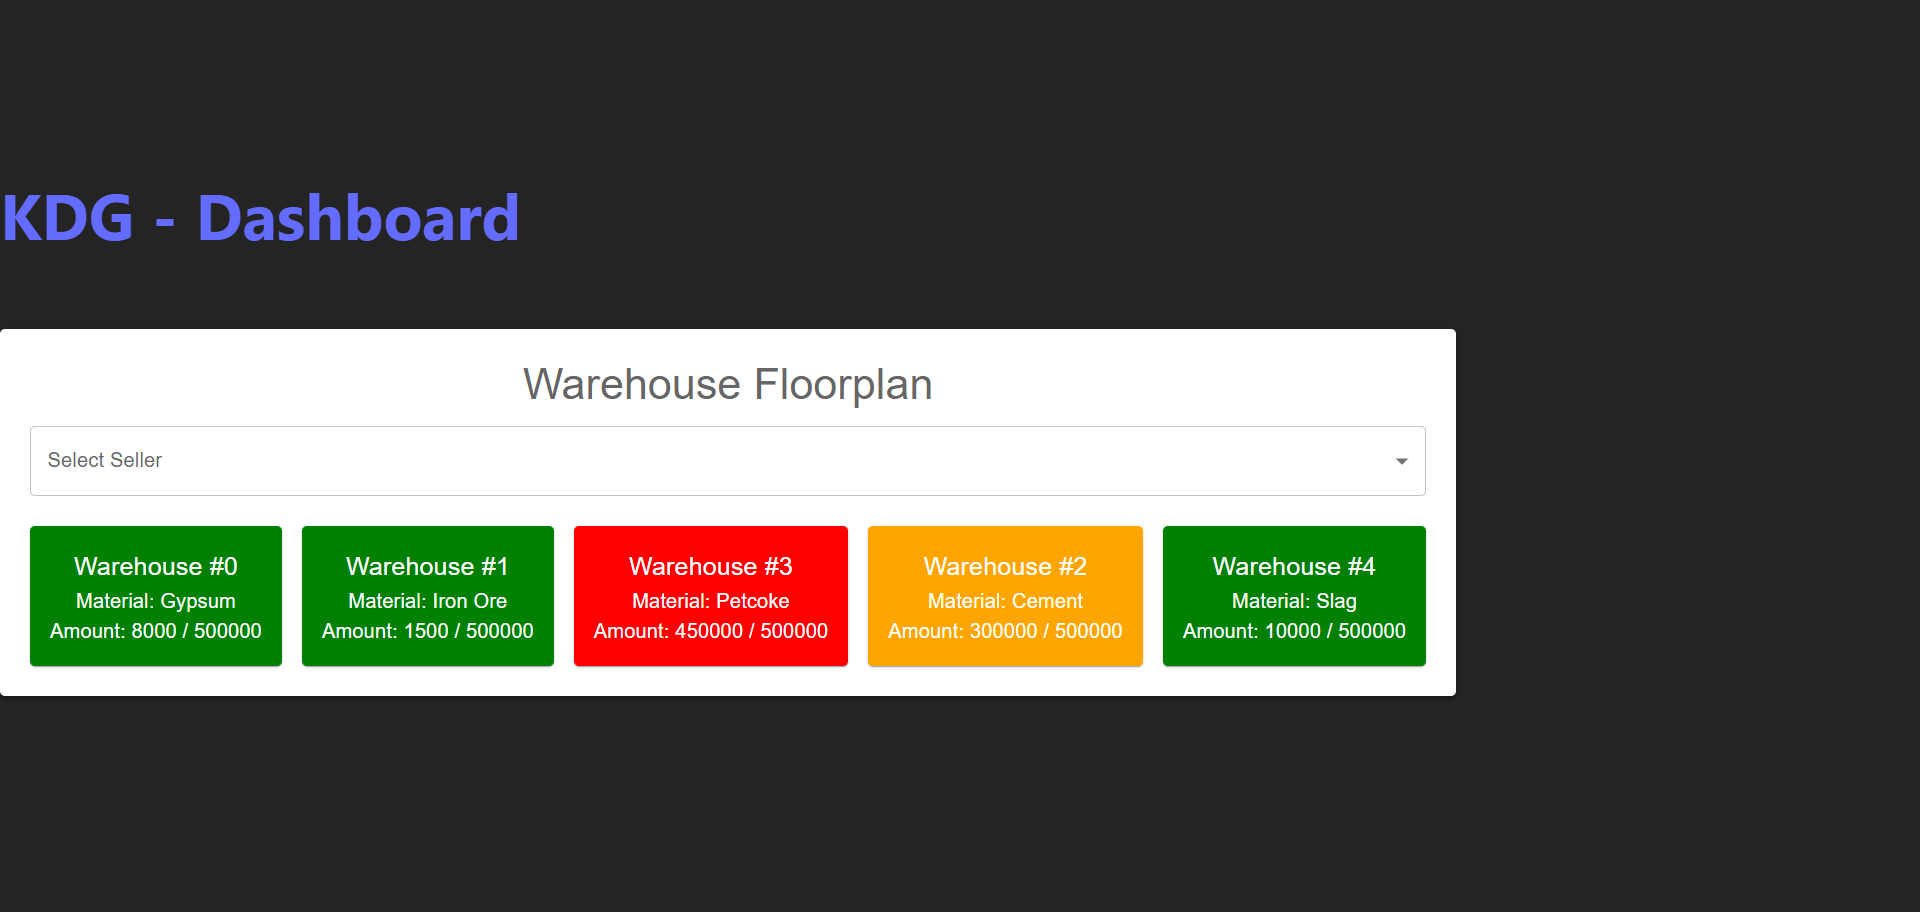 KDG - Dashboard
Warehouse Floorplan
Select Seller
Warehouse #0
Material: Gypsum
Amount: 8000 / 500000
Warehouse #1
Material: Iron Ore
Amount: 1500 / 500000
Warehouse #3
Material: Petcoke
Amount: 450000 / 500000
Warehouse #2
Material: Cement
Amount: 300000 / 500000
Warehouse #4
Material: Slag
Amount: 10000 / 500000